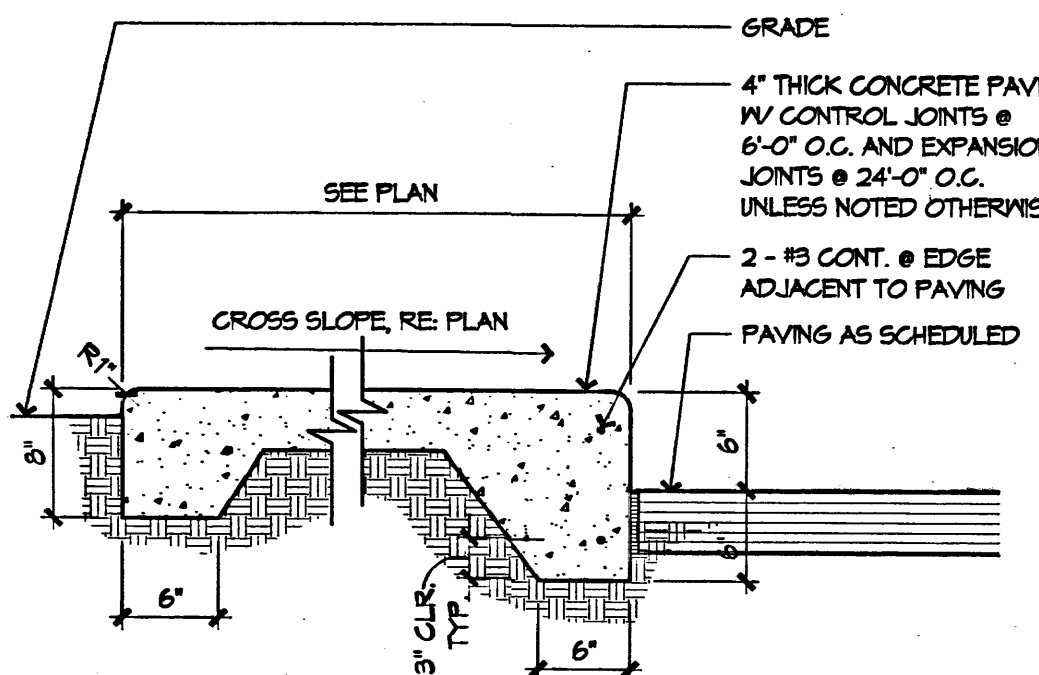 GRADE
4" THICK CONCRETE PAVI
W/ CONTROL JOINTS @
6'-0" O.C. AND EXPANSIO
JOINTS @ 24'-0" O.C.
UNLESS NOTED OTHERWIS
SEE PLAN
2 - #3 CONT. @ EDGE
ADJACENT TO PAVING
CROSS SLOPE, RE: PLAN
PAVING AS SCHEDULED
R1"
8"
6"
6"
3" CLR.
TYP.
6"